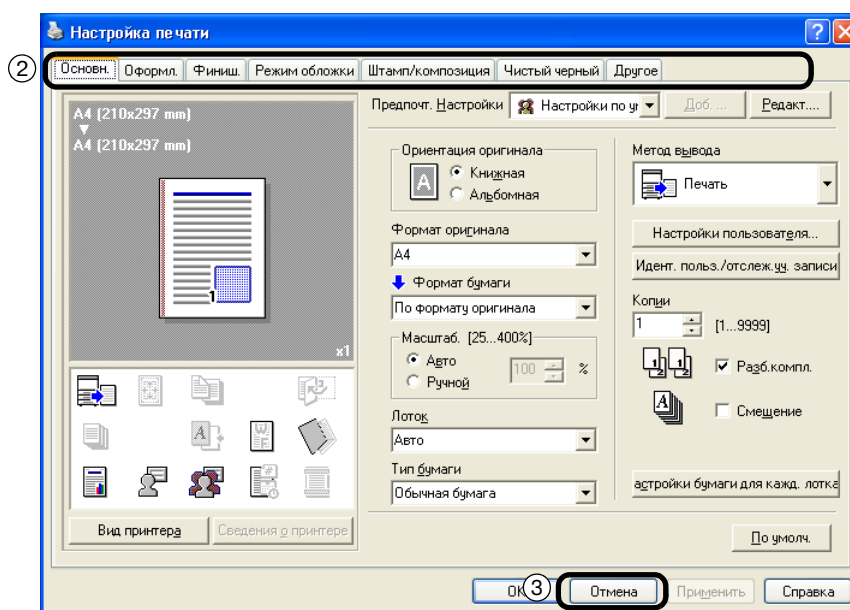 Настройка печати
②
Основн. Оформл. Финиш. Режим обложки Штамп/композиция Чистый черный Другое
A4 (210x297 mm)
A4 (210x297 mm)
1
x1
Вид принтера Сведения о принтере
Предпочт. Настройки Настройки по Доб. ... Редакт....
Ориентация оригинала
A
Книжная
Альбомная
Формат оригинала
A4
Формат бумаги
По формату оригинала
Масштаб. [25...400%]
Авто
Ручной
100 %
Лоток
Авто
Тип бумаги
Обычная бумага
Метод вывода
Печать
Настройки пользователя...
Идент. польз./отслеж.уч. записи
Копии
1 [1...9999]
Разб.компл.
Смещение
астройки бумаги для кажд. лотка
По умолч.
③
Отмена Применить Справка